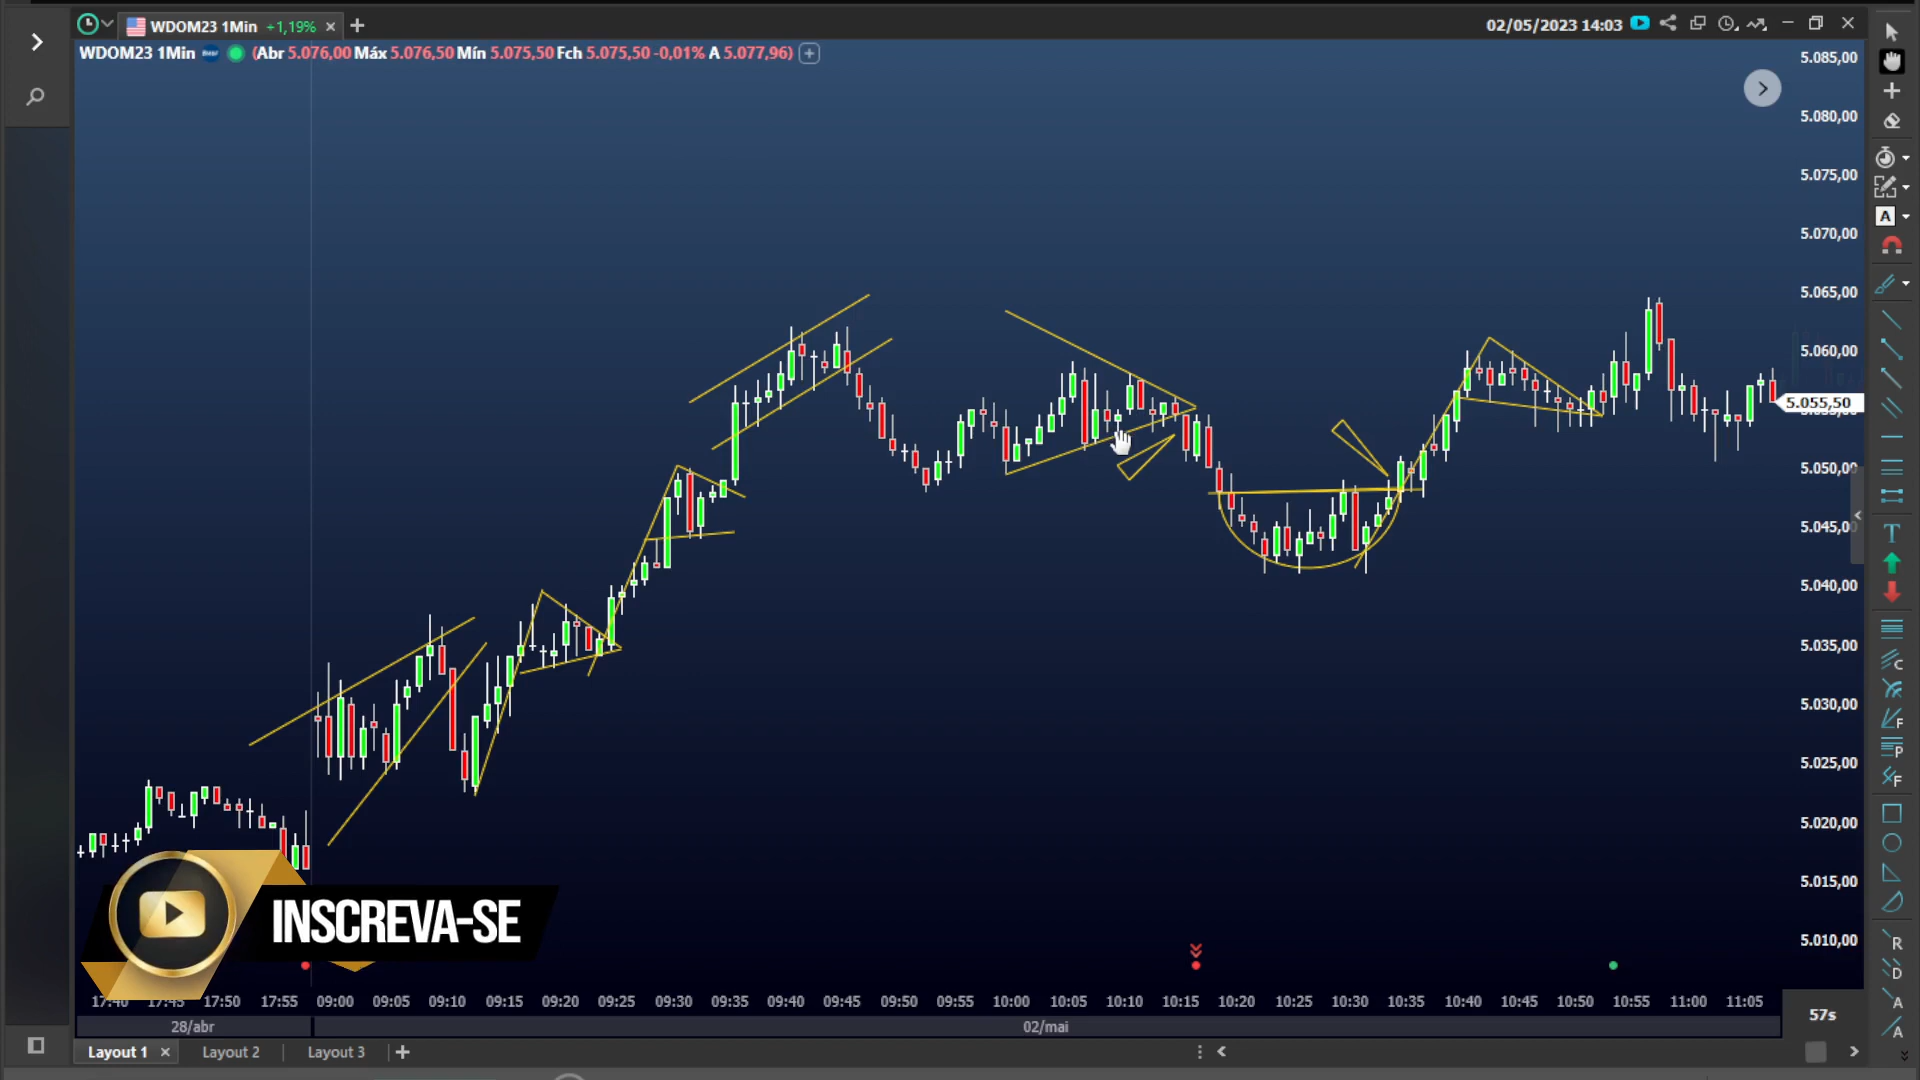 WDOM23 1Min +1,19%
02/05/2023 14:03
WDOM23 1Min (Abr 5.076,00 Máx 5.076,50 Mín 5.075,50 Fch 5.075,50 -0,01% A 5.077,96)
5.085,00
5.080,00
5.075,00
5.070,00
5.065,00
5.060,00
5.055,50
5.050,00
5.045,00
5.040,00
5.035,00
5.030,00
5.025,00
5.020,00
5.015,00
5.010,00
INSCREVA-SE
17:40 17:45 17:50 17:55 09:00 09:05 09:10 09:15 09:20 09:25 09:30 09:35 09:40 09:45 09:50 09:55 10:00 10:05 10:10 10:15 10:20 10:25 10:30 10:35 10:40 10:45 10:50 10:55 11:00 11:05
57s
28/abr 02/mai
Layout 1 Layout 2 Layout 3
A
T
C
F
P
F
R
D
A
A